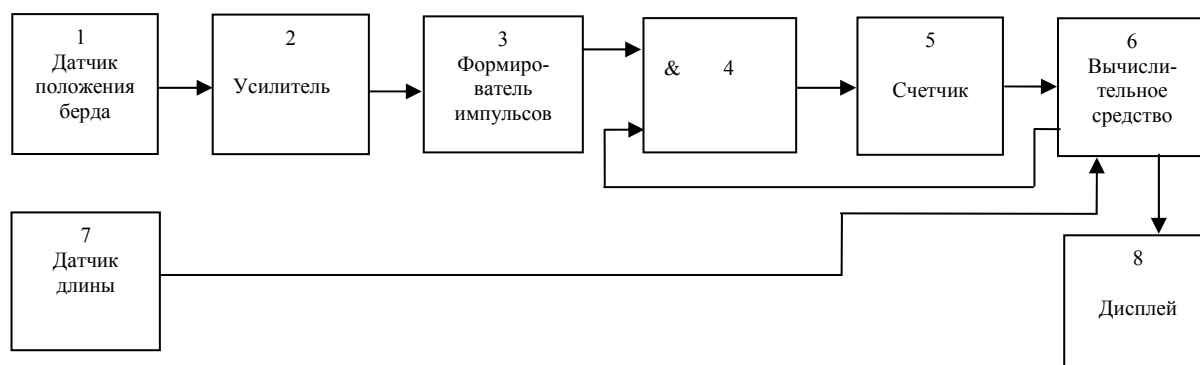 1
Датчик
положения
берда
2
Усилитель
3
Формиро-
ватель
импульсов
& 4
5
Счетчик
6
Вычисли-
тельное
средство
7
Датчик
длины
8
Дисплей